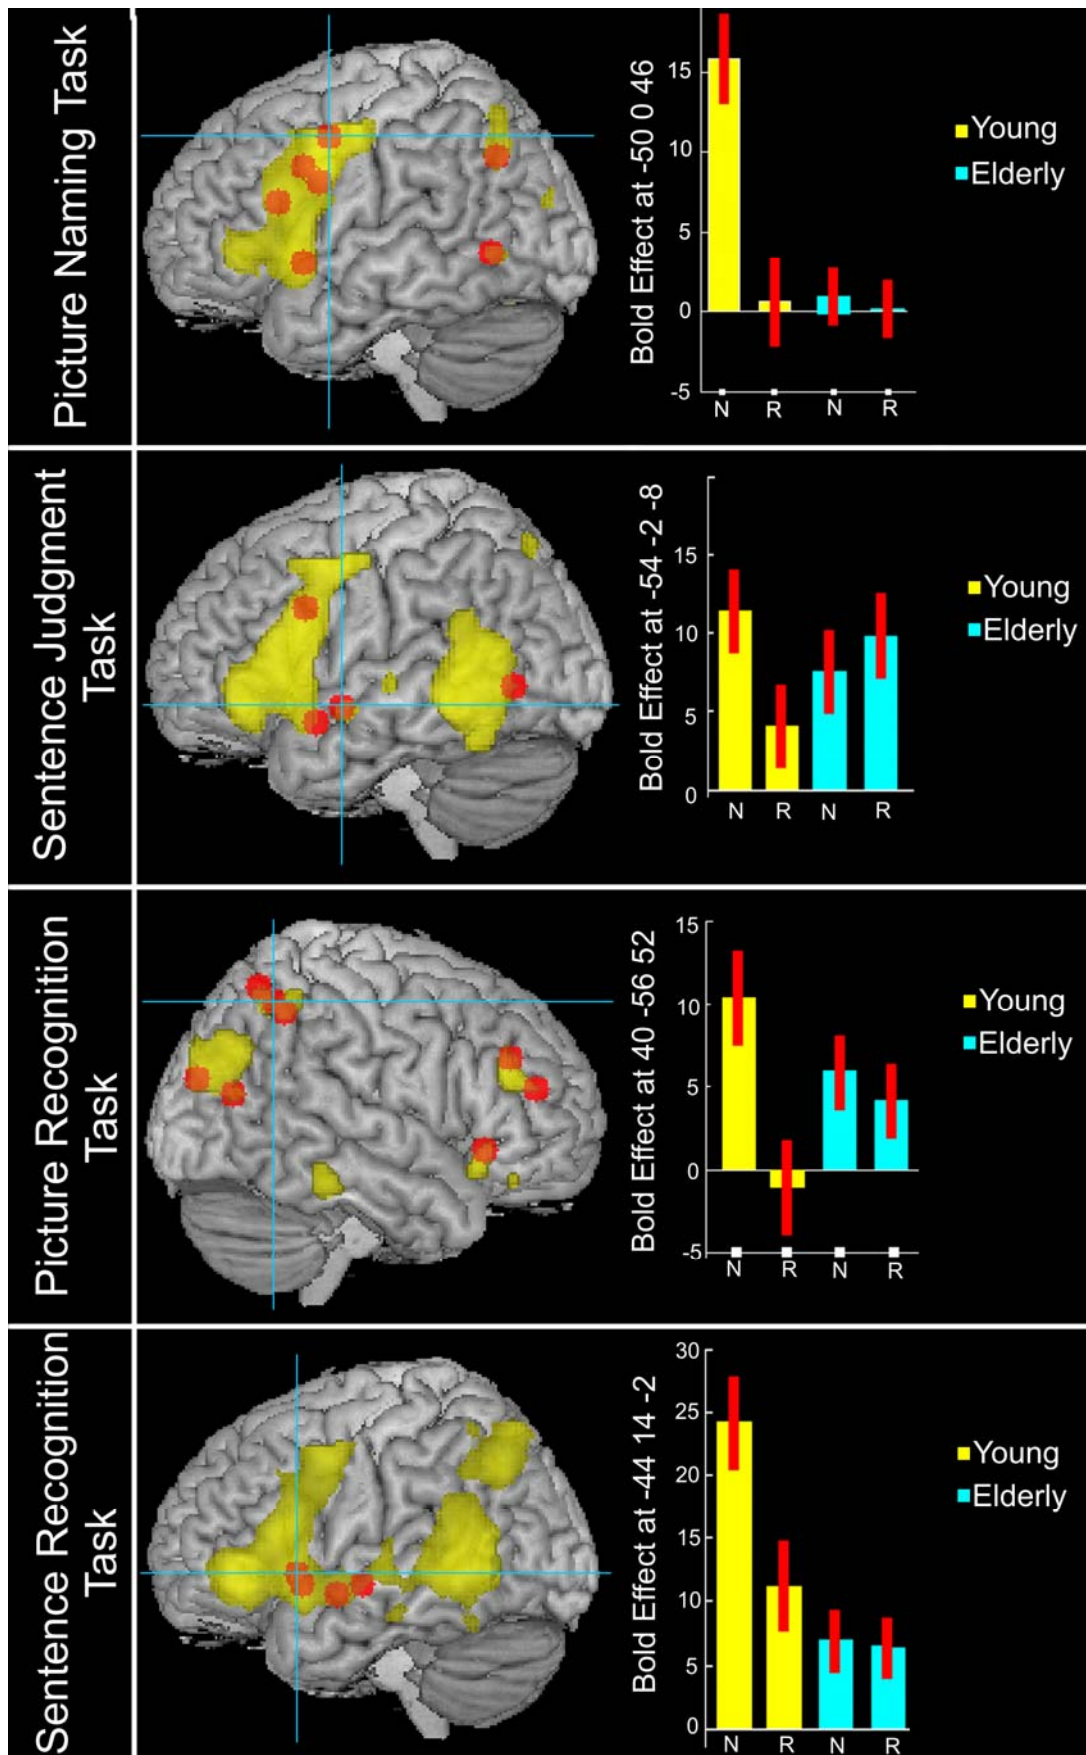 Picture Naming Task
Bold Effect at -50 0 46
15
10
5
0
-5
N R N R
Young
Elderly
Sentence Judgment
Task
Bold Effect at -54 -2 -8
15
10
5
0
N R N R
Young
Elderly
Picture Recognition
Task
Bold Effect at 40 -56 52
15
10
5
0
-5
N R N R
Young
Elderly
Sentence Recognition
Task
Bold Effect at -44 14 -2
30
25
20
15
10
5
0
N R N R
Young
Elderly